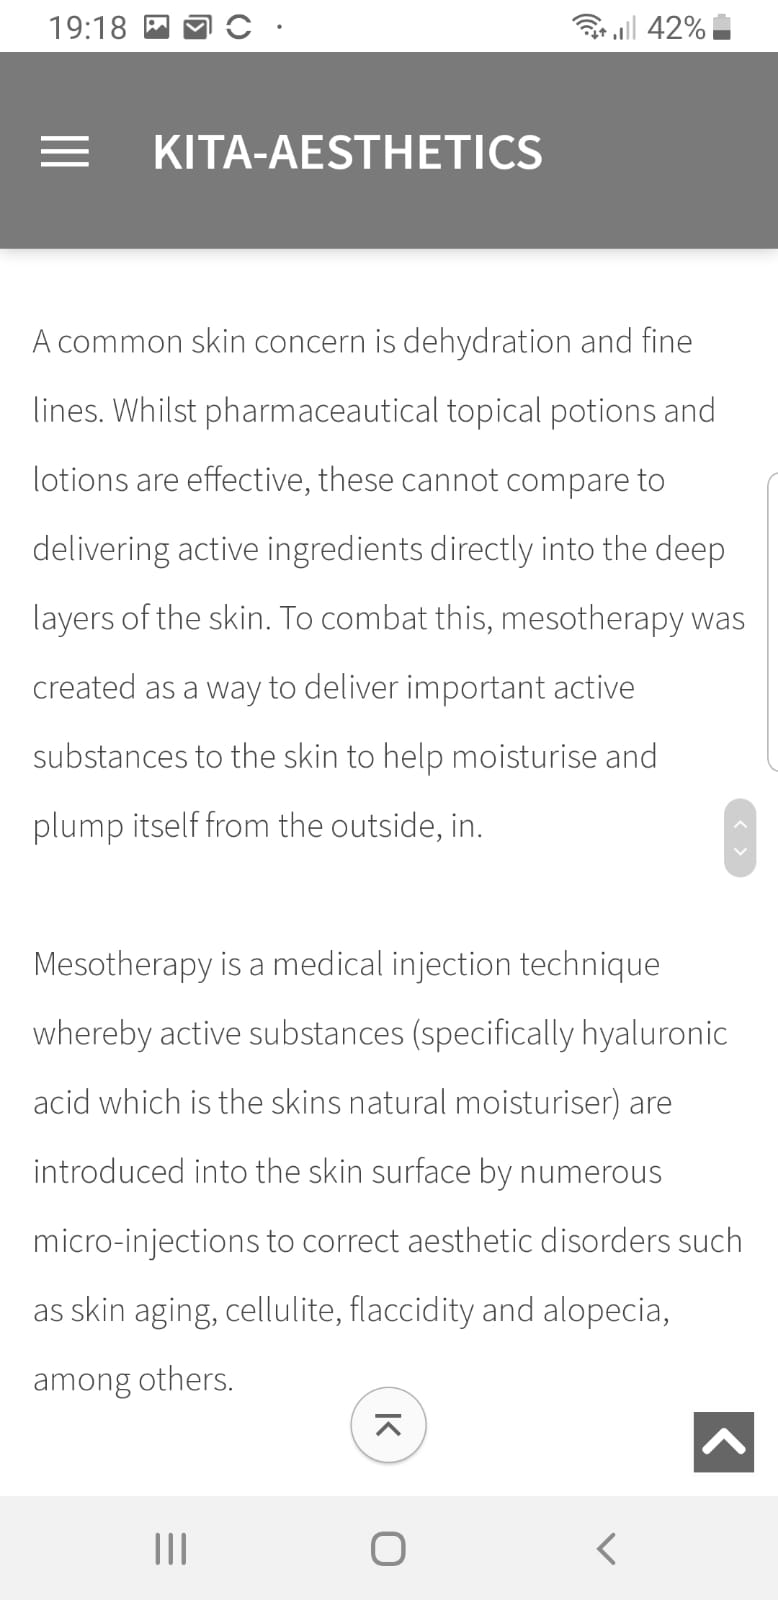 19:18
42%
KITA-AESTHETICS
A common skin concern is dehydration and fine
lines. Whilst pharmaceutical topical potions and
lotions are effective, these cannot compare to
delivering active ingredients directly into the deep
layers of the skin. To combat this, mesotherapy was
created as a way to deliver important active
substances to the skin to help moisturise and
plump itself from the outside, in.
Mesotherapy is a medical injection technique
whereby active substances (specifically hyaluronic
acid which is the skins natural moisturiser) are
introduced into the skin surface by numerous
micro-injections to correct aesthetic disorders such
as skin aging, cellulite, flaccidity and alopecia,
among others.